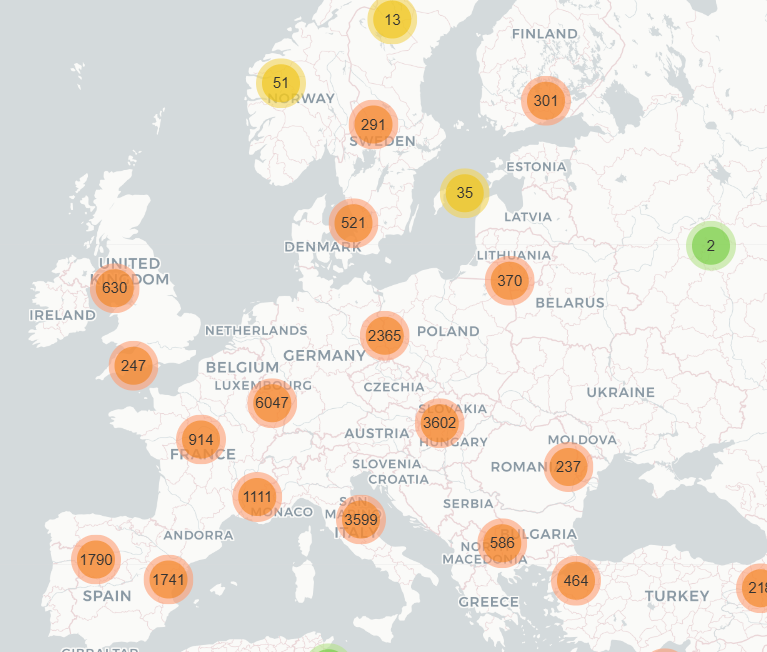 13
FINLAND
51
NORWAY
301
291
SWEDEN
ESTONIA
35
LATVIA
521
DENMARK
2
LITHUANIA
UNITED
KINGDOM
630
370
BELARUS
IRELAND
NETHERLANDS
2365
POLAND
GERMANY
247
BELGIUM
LUXEMBOURG
CZECHIA
UKRAINE
6047
SLOVAKIA
3602
914
AUSTRIA
HUNGARY
MOLDOVA
FRANCE
SLOVENIA
237
CROATIA
1111
MONACO
SERBIA
SAN
3599
ITALY
ANDORRA
BULGARIA
586
MACEDONIA
1790
1741
464
218
SPAIN
GREECE
TURKEY
GIBRALTAR